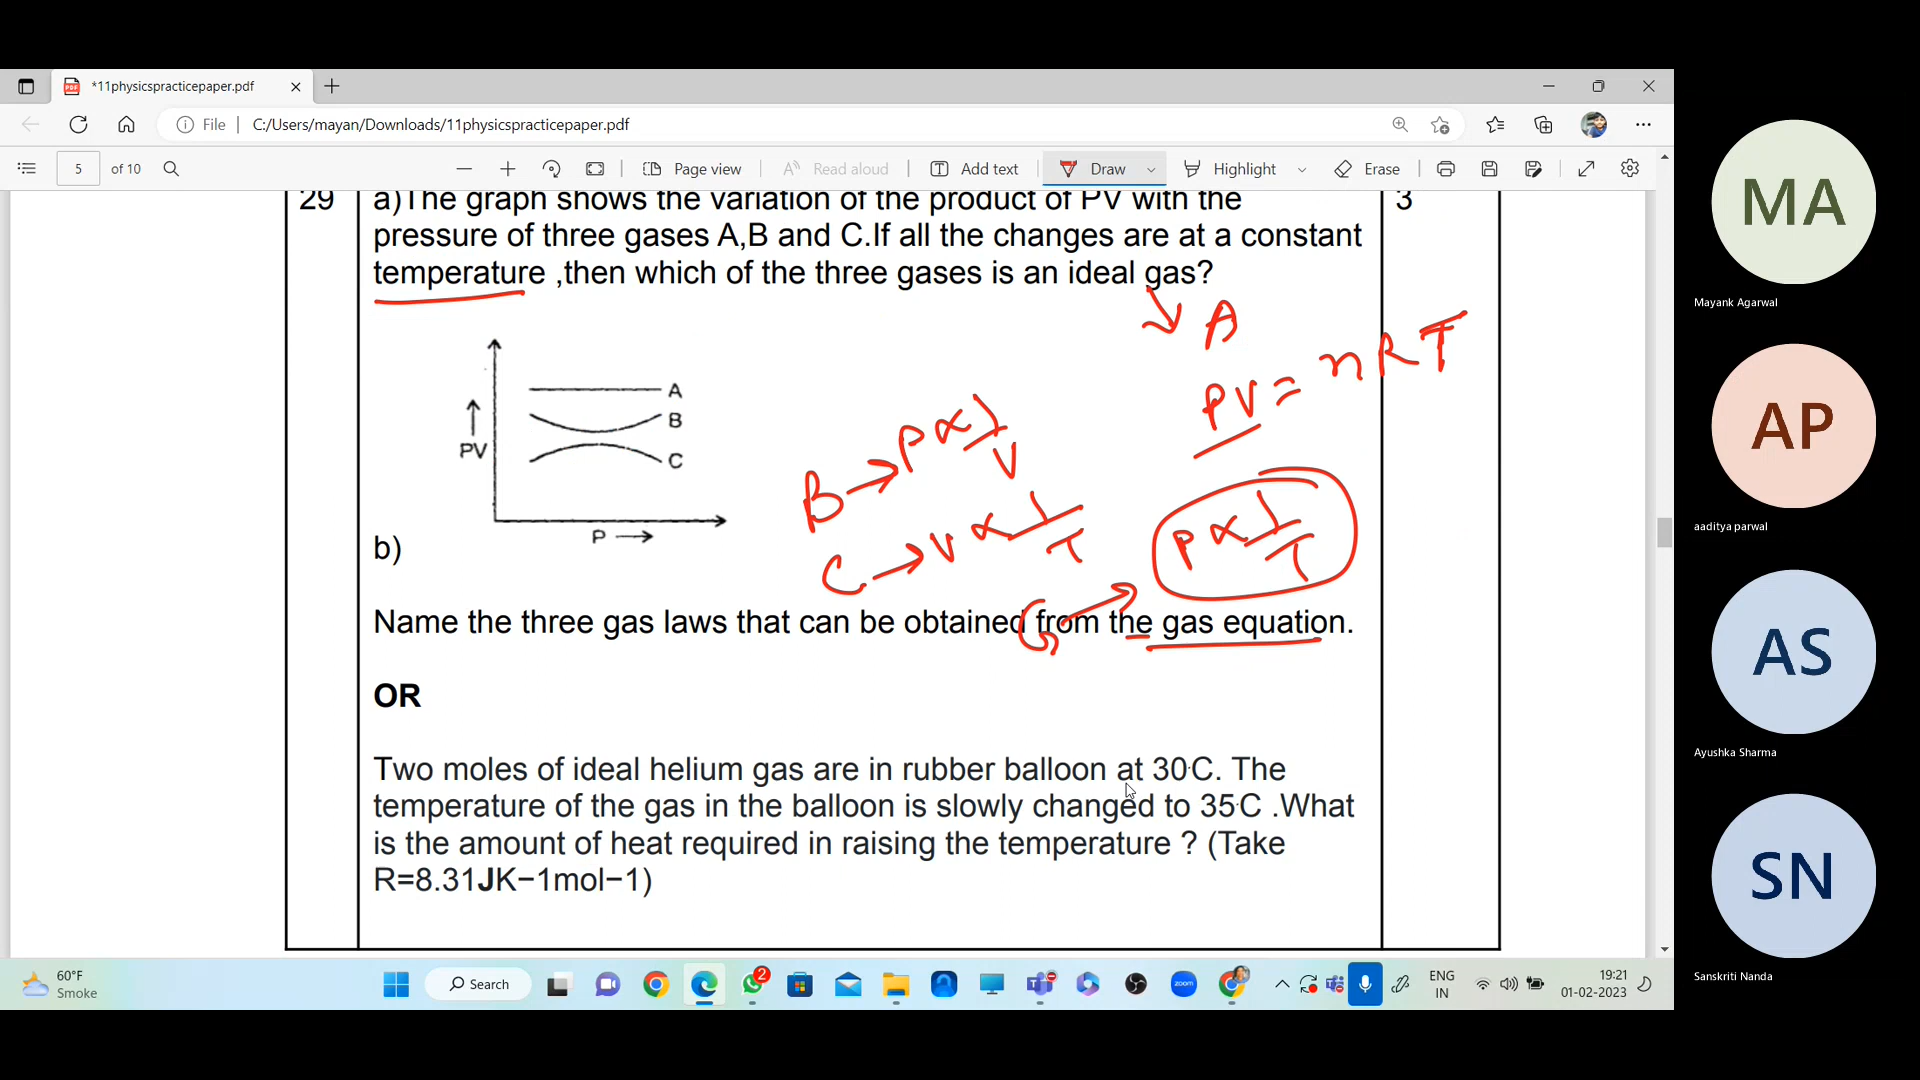 *11physicspracticepaper.pdf
File C:/Users/mayan/Downloads/11physicspracticepaper.pdf
5 of 10 Page view Read aloud Add text Draw Highlight Erase
29 a)The graph shows the variation of the product of PV with the 3
pressure of three gases A,B and C.If all the changes are at a constant
temperature ,then which of the three gases is an ideal gas?
A
PV = nRT
A
B
PV
C
P
B → P ∝ 1/V
C → V ∝ 1/T
G → P ∝ 1/T
b)
Name the three gas laws that can be obtained from the gas equation.
OR
Two moles of ideal helium gas are in rubber balloon at 30·C. The
temperature of the gas in the balloon is slowly changed to 35·C .What
is the amount of heat required in raising the temperature ? (Take
R=8.31JK−1mol−1)
MA
Mayank Agarwal
AP
aaditya parwal
AS
Ayushka Sharma
SN
Sanskriti Nanda
60°F
Smoke
Search
2
zoom
ENG
IN
19:21
01-02-2023